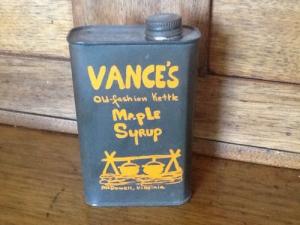 VANCE'S
Old-fashion Kettle
Maple
Syrup
McDowell, Virginia